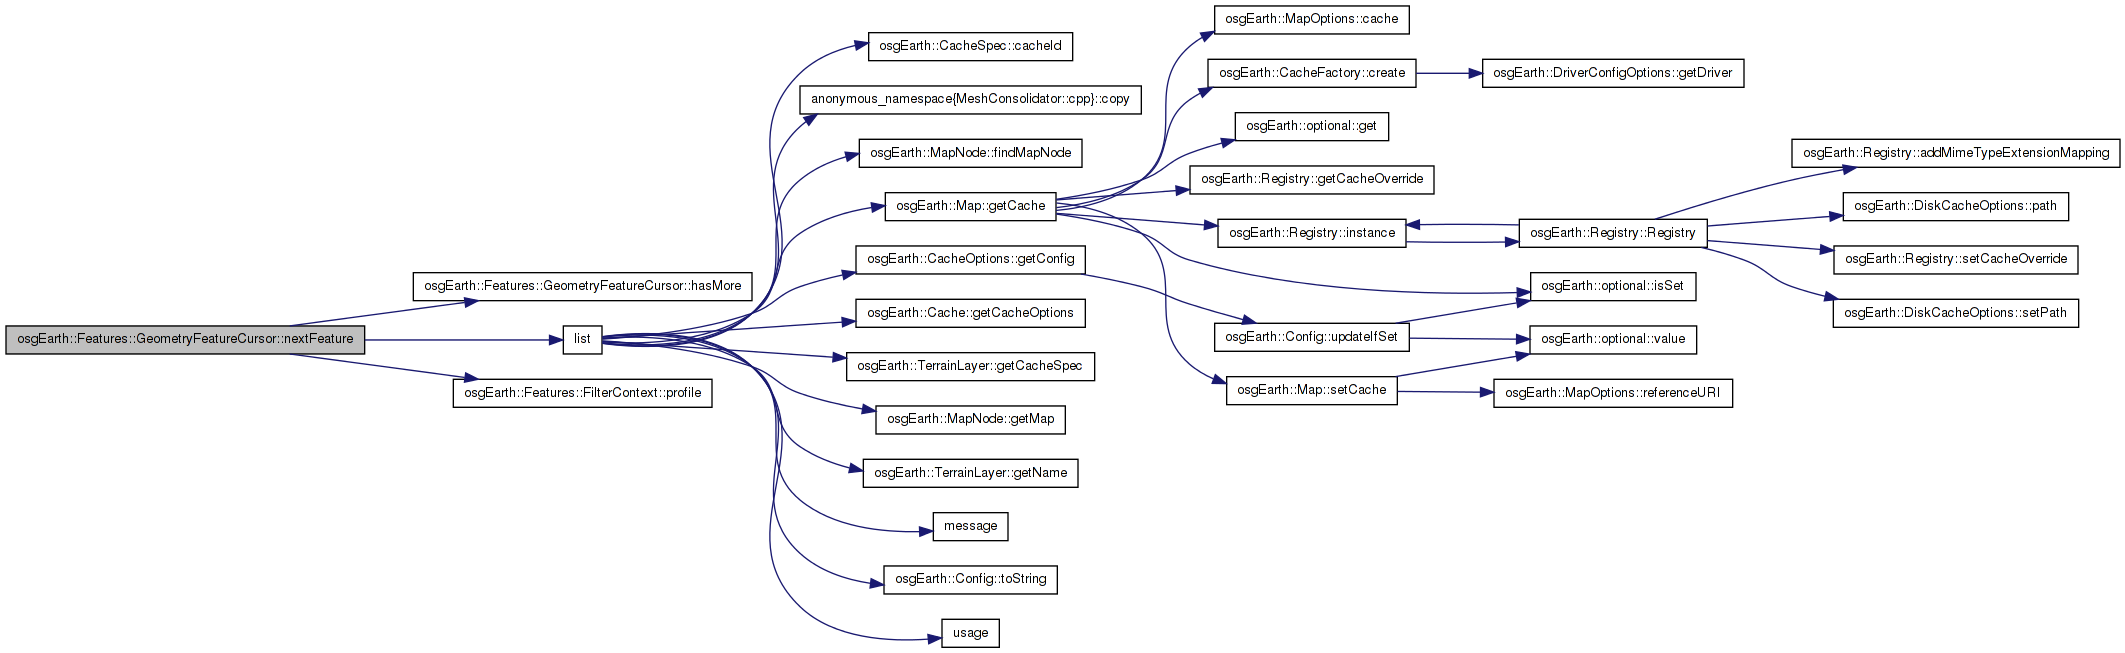 osgEarth::Features::GeometryFeatureCursor::nextFeature
osgEarth::Features::GeometryFeatureCursor::hasMore
list
osgEarth::Features::FilterContext::profile
osgEarth::CacheSpec::cacheId
anonymous_namespace{MeshConsolidator::cpp}::copy
osgEarth::MapNode::findMapNode
osgEarth::Map::getCache
osgEarth::CacheOptions::getConfig
osgEarth::Cache::getCacheOptions
osgEarth::TerrainLayer::getCacheSpec
osgEarth::MapNode::getMap
osgEarth::TerrainLayer::getName
message
osgEarth::Config::toString
usage
osgEarth::MapOptions::cache
osgEarth::CacheFactory::create
osgEarth::optional::get
osgEarth::Registry::getCacheOverride
osgEarth::Registry::instance
osgEarth::Config::updateIfSet
osgEarth::Map::setCache
osgEarth::DriverConfigOptions::getDriver
osgEarth::Registry::Registry
osgEarth::optional::isSet
osgEarth::optional::value
osgEarth::MapOptions::referenceURI
osgEarth::Registry::addMimeTypeExtensionMapping
osgEarth::DiskCacheOptions::path
osgEarth::Registry::setCacheOverride
osgEarth::DiskCacheOptions::setPath